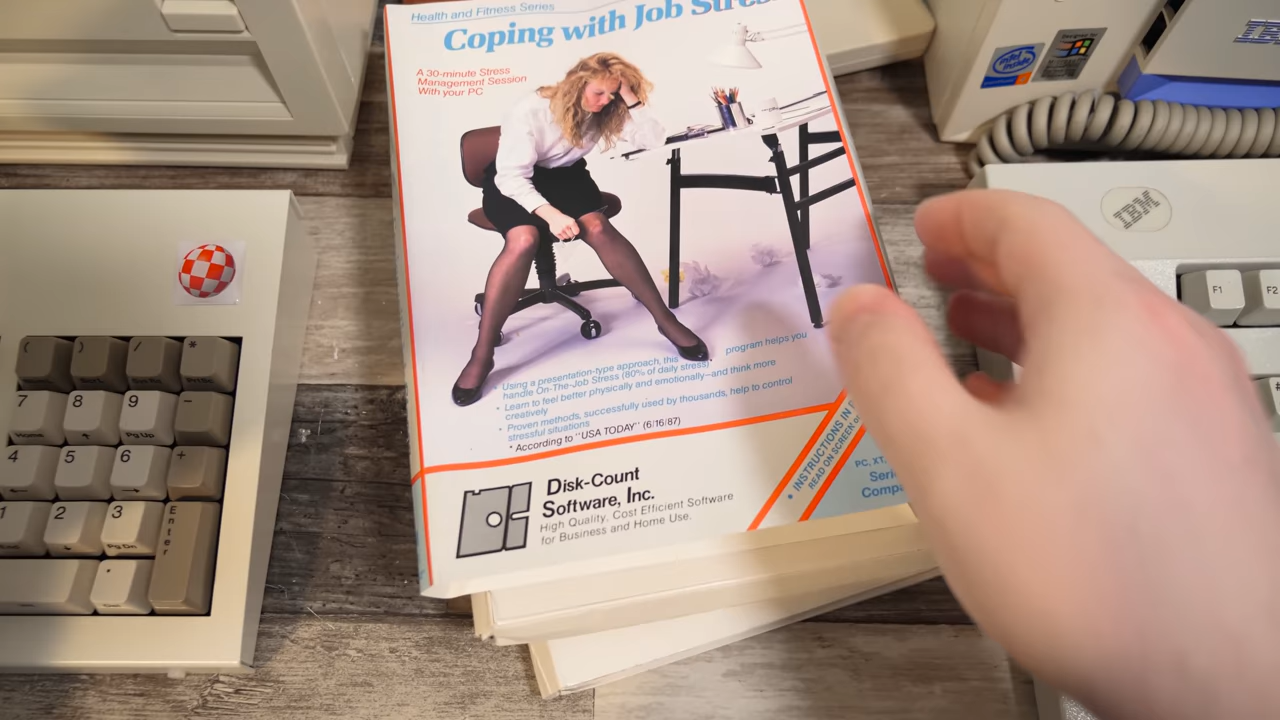 Health and Fitness Series
Coping with Job Stress
A 30-minute Stress
Management Session
With your PC
Using a presentation-type approach, this program helps you
handle On-The-Job Stress (80% of daily stress)*
Learn to feel better physically and emotionally—and think more
creatively
Proven methods, successfully used by thousands, help to control
stressful situations
* According to "USA TODAY" (6/16/87)
Disk-Count
Software, Inc.
High Quality, Cost Efficient Software
for Business and Home Use.
• INSTRUCTIONS IN
READ ON SCREEN
PC, XT,
intel
inside
Designed for
IBM
IBM
F1
F2
( ) / *
7 8 9 -
Home Pg Up
4 5 6 +
1 2 3 Enter
Pg Dn
.